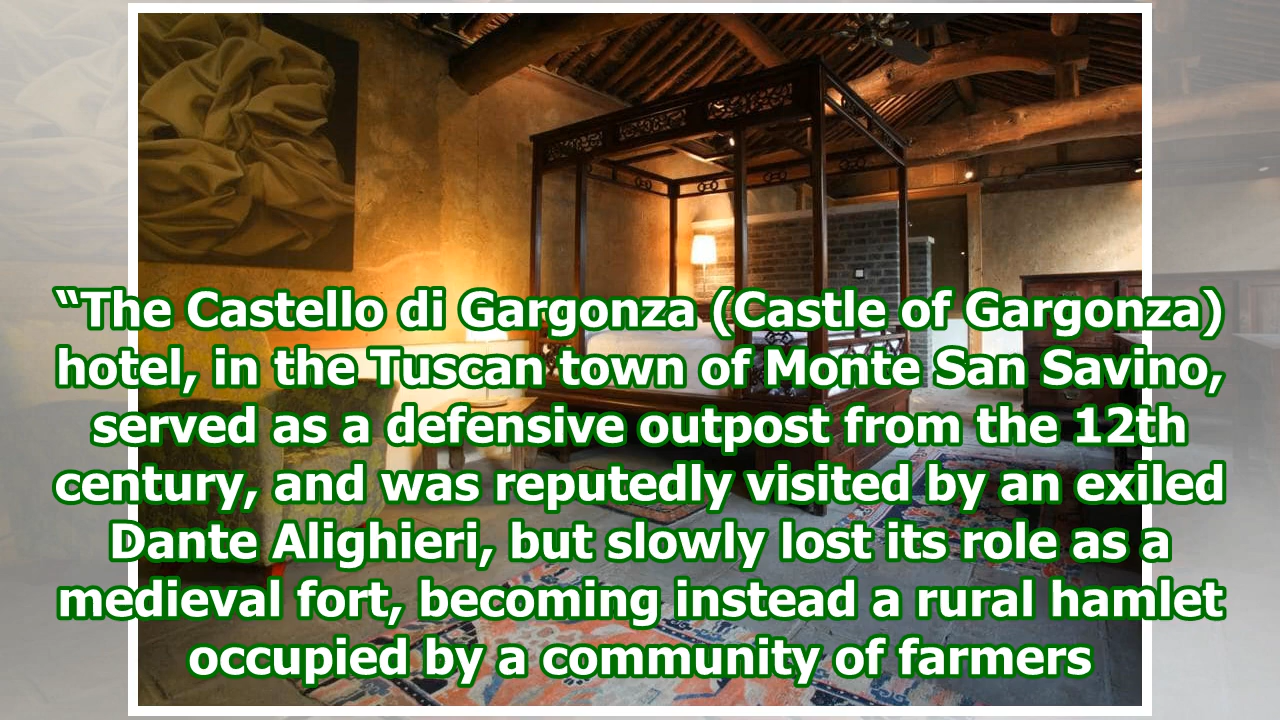 “The Castello di Gargonza (Castle of Gargonza)
hotel, in the Tuscan town of Monte San Savino,
served as a defensive outpost from the 12th
century, and was reputedly visited by an exiled
Dante Alighieri, but slowly lost its role as a
medieval fort, becoming instead a rural hamlet
occupied by a community of farmers